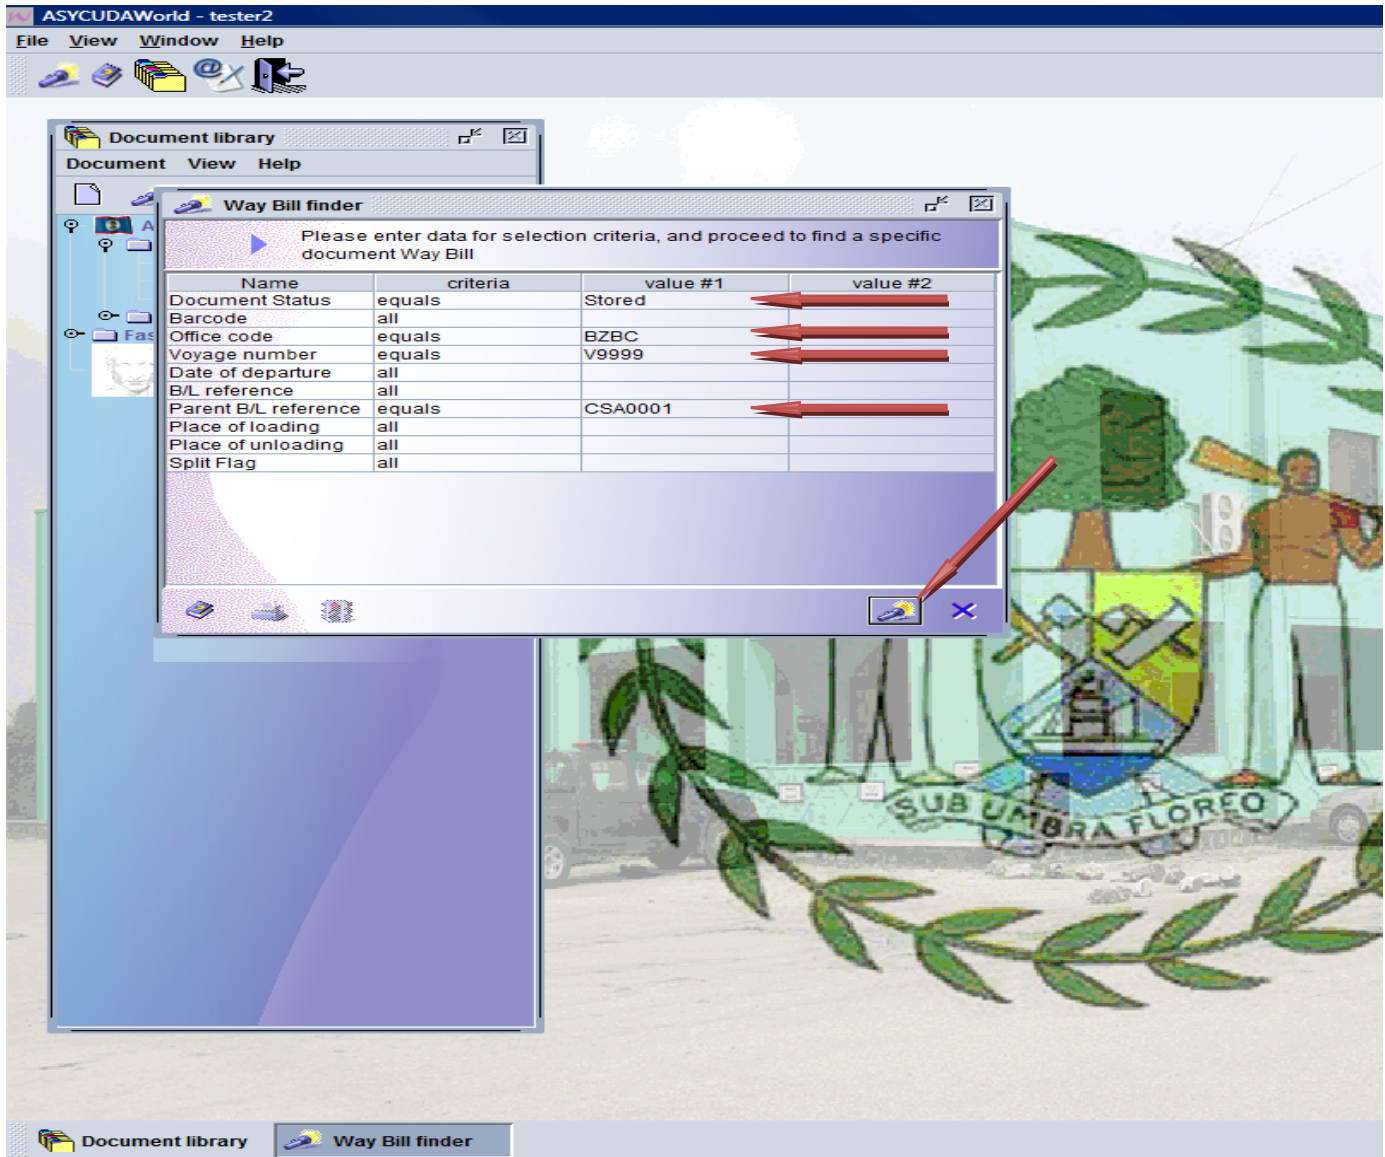 ASYCUDAWorld - tester2
File View Window Help
Document library
Document View Help
Way Bill finder
Please enter data for selection criteria, and proceed to find a specific
document Way Bill
Name criteria value #1 value #2
Document Status equals Stored
Barcode all
Office code equals BZBC
Voyage number equals V9999
Date of departure all
B/L reference all
Parent B/L reference equals CSA0001
Place of loading all
Place of unloading all
Split Flag all
A
Fas
SUB UMBRA FLOREO
Document library Way Bill finder